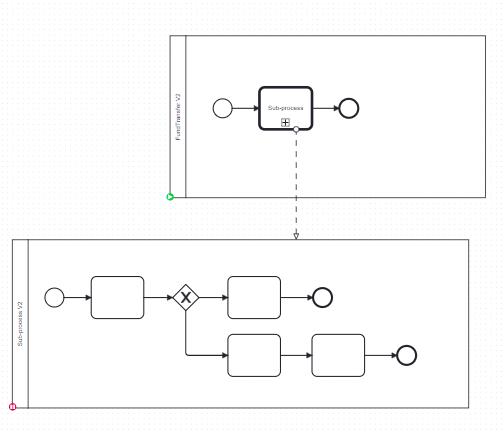 FundTransfer V2
Sub-process
Sub-process V2